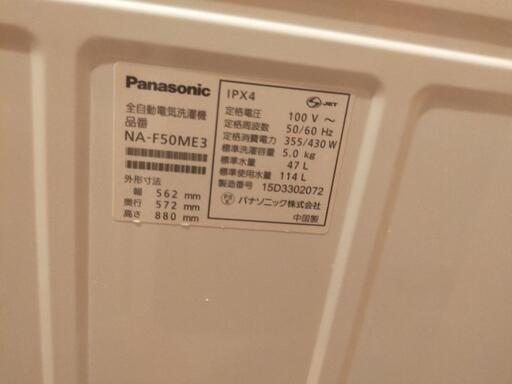 Panasonic
全自動電気洗濯機
品番
NA-F50ME3
外形寸法
幅 562 mm
奥行 572 mm
高さ 880 mm
IPX4
JET
定格電圧 100 V ～
定格周波数 50/60 Hz
定格消費電力 355/430 W
標準洗濯容量 5.0 kg
標準水量 47 L
標準使用水量 114 L
製造番号 15D3302072
パナソニック株式会社
中国製